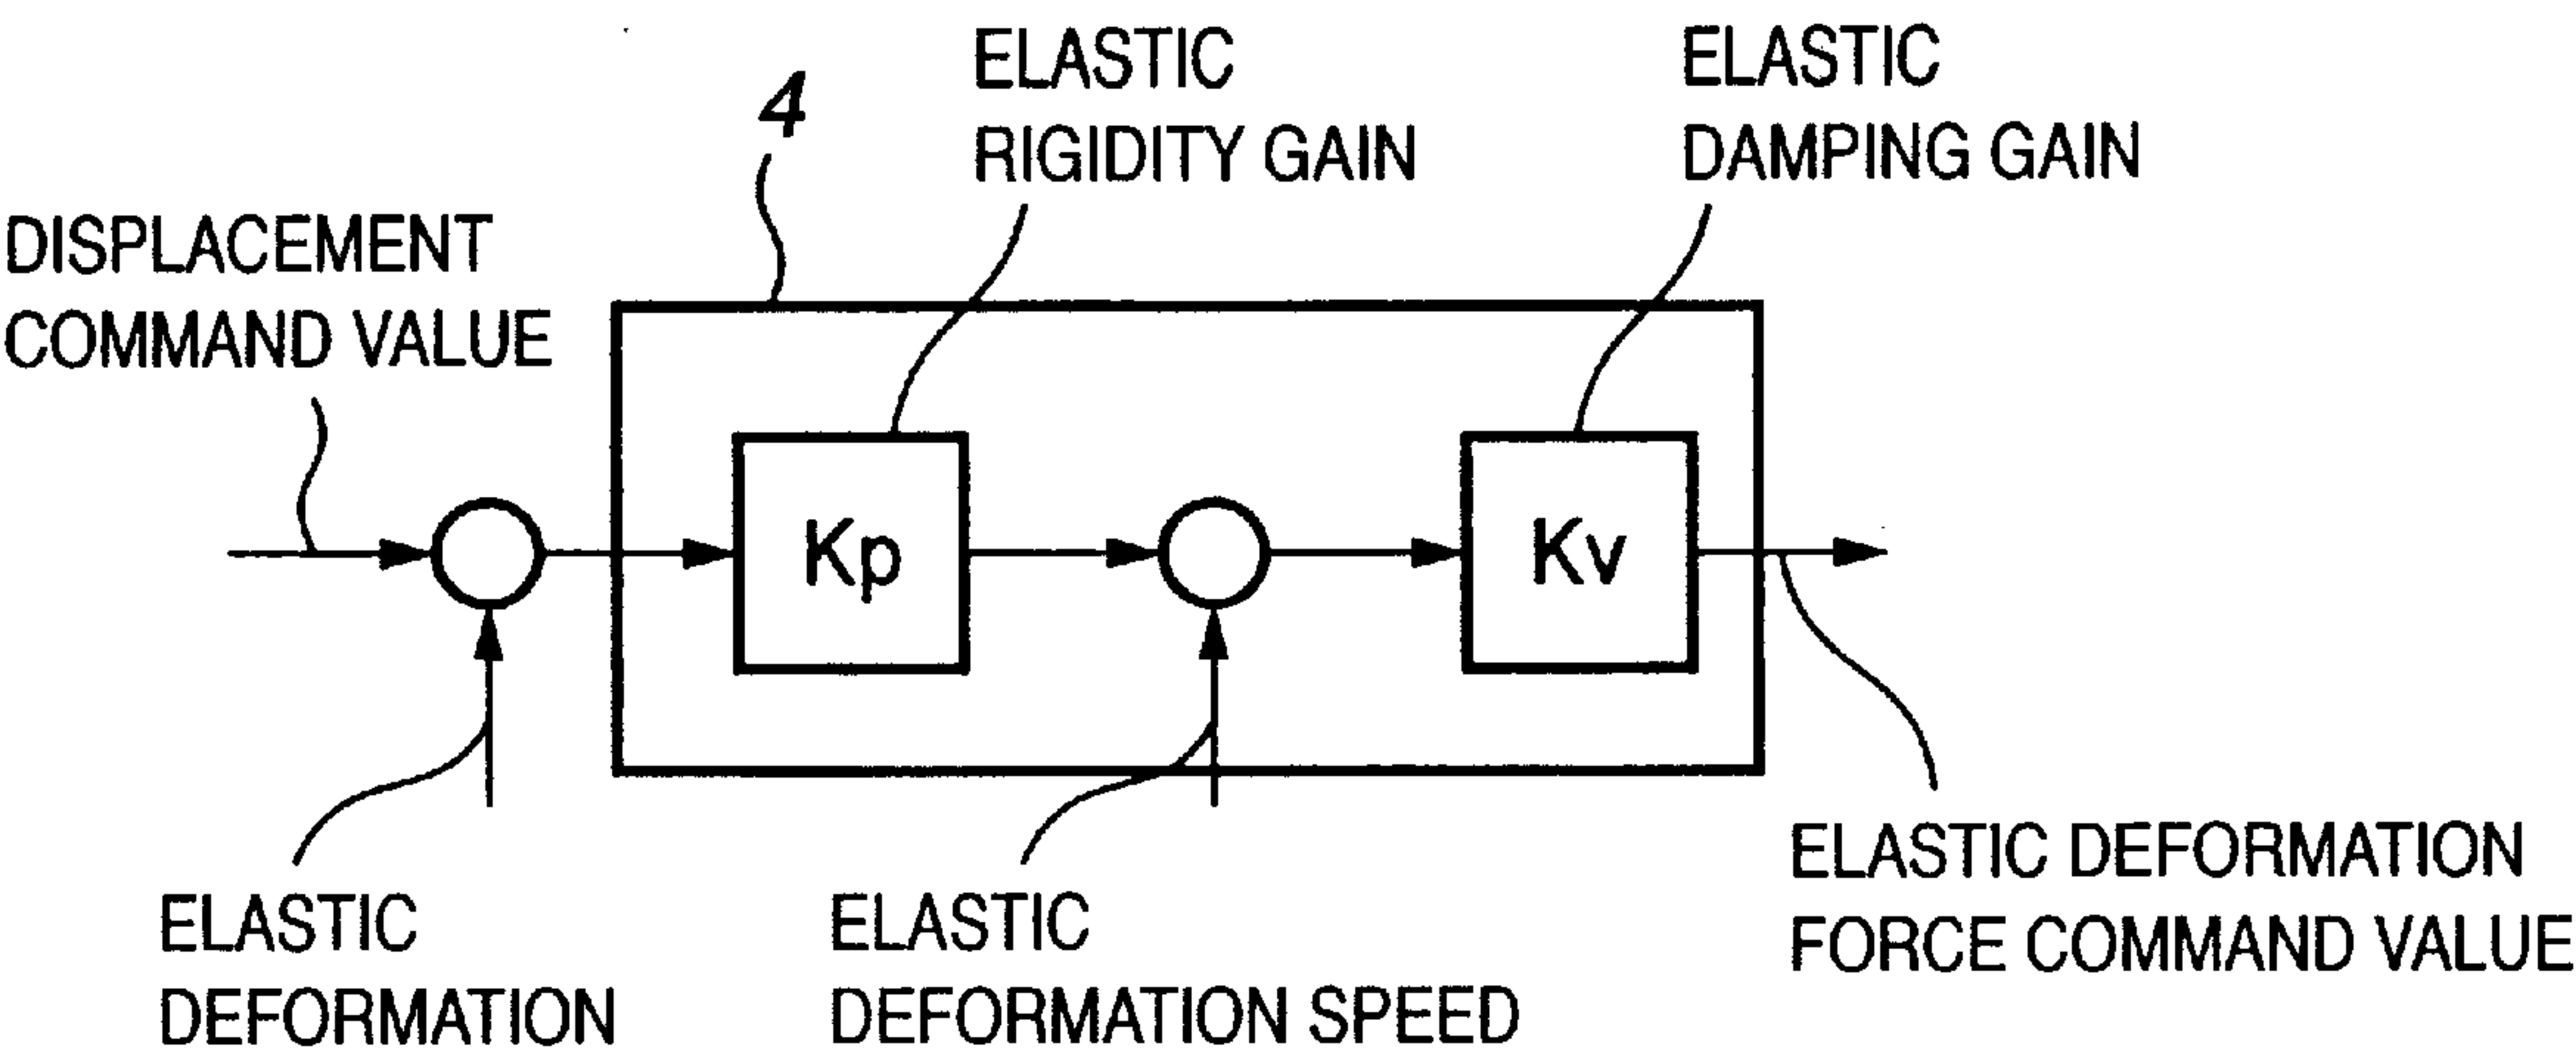 ELASTIC
RIGIDITY GAIN
ELASTIC
DAMPING GAIN
4
DISPLACEMENT
COMMAND VALUE
Kp
Kv
ELASTIC
DEFORMATION
ELASTIC
DEFORMATION SPEED
ELASTIC DEFORMATION
FORCE COMMAND VALUE